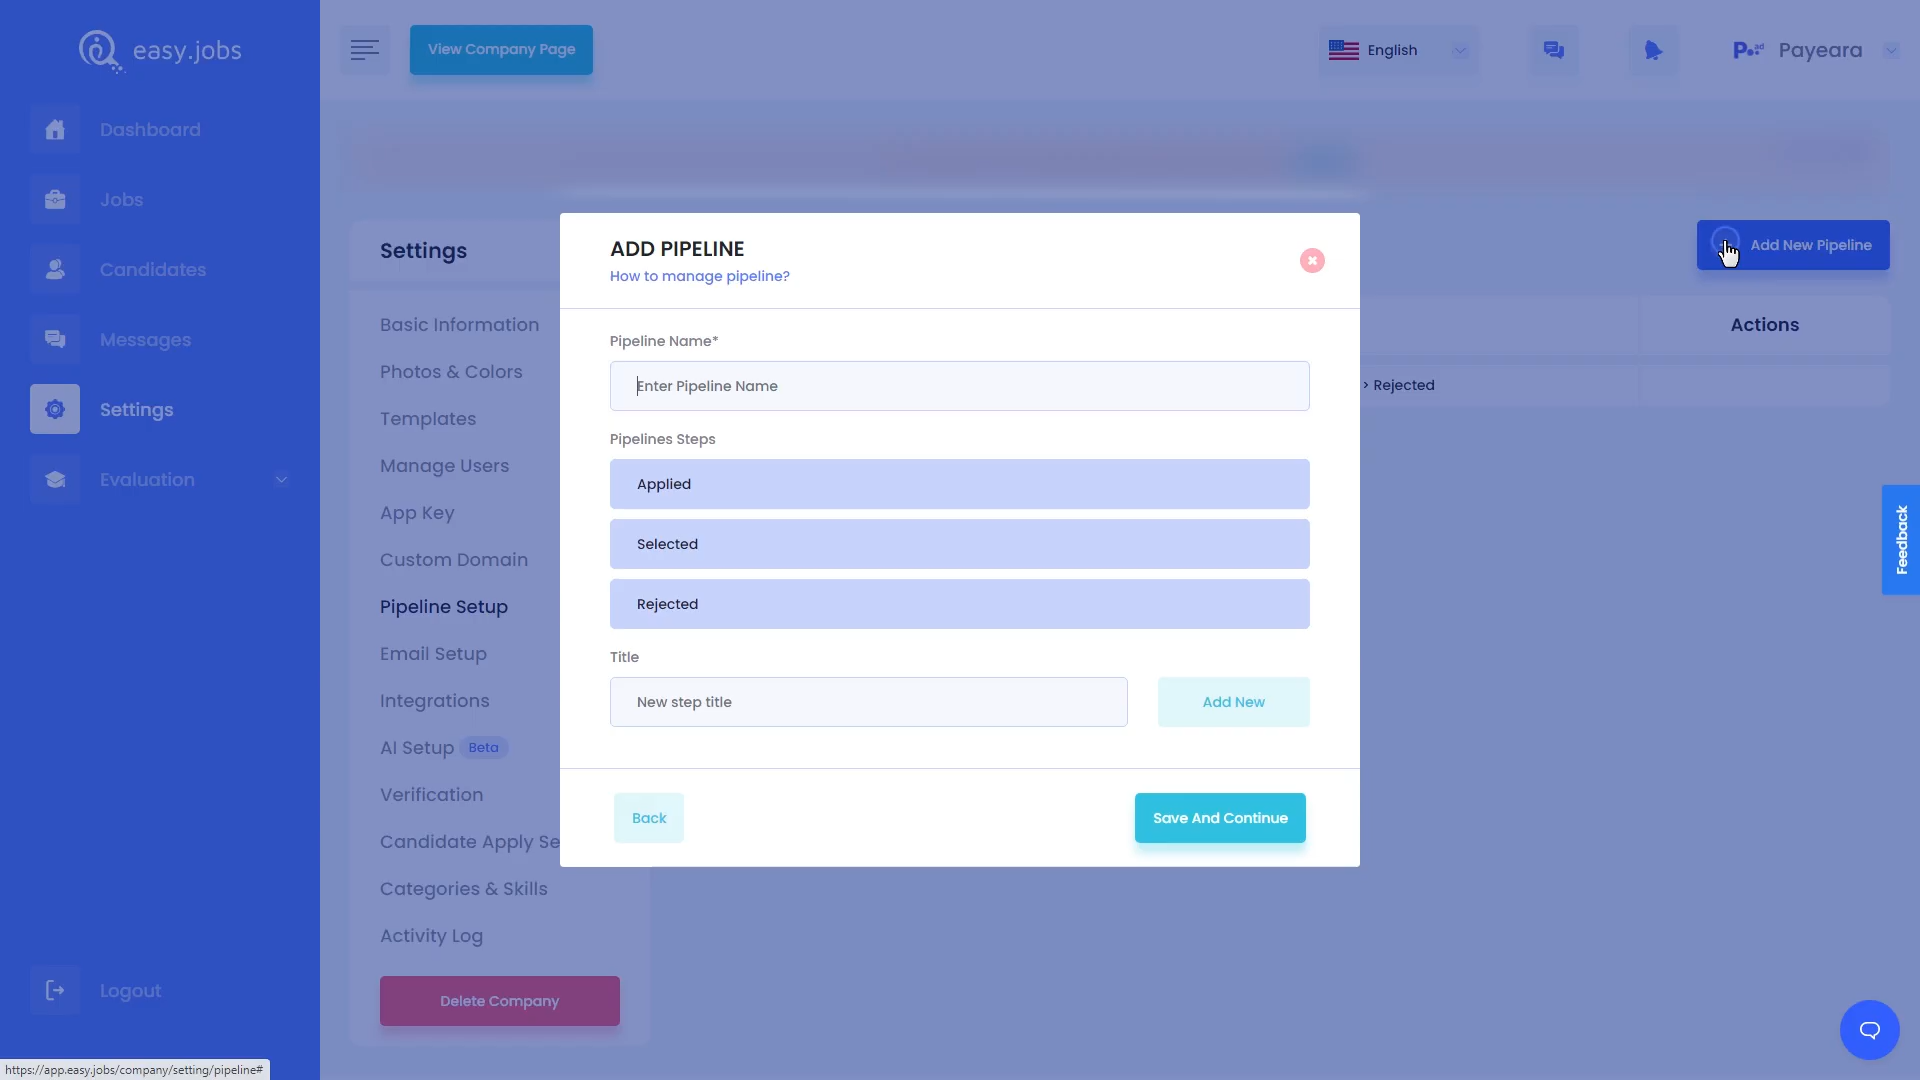 easy.jobs
View Company Page
English
Payeara
Dashboard
Jobs
Candidates
Messages
Settings
Evaluation
Logout
Settings
Basic Information
Photos & Colors
Templates
Manage Users
App Key
Custom Domain
Pipeline Setup
Email Setup
Integrations
AI Setup Beta
Verification
Candidate Apply Se
Categories & Skills
Activity Log
Delete Company
ADD PIPELINE
How to manage pipeline?
Pipeline Name*
Enter Pipeline Name
Pipelines Steps
Applied
Selected
Rejected
Title
New step title
Add New
Back
Save And Continue
Add New Pipeline
Actions
> Rejected
Feedback
https://app.easy.jobs/company/setting/pipeline#